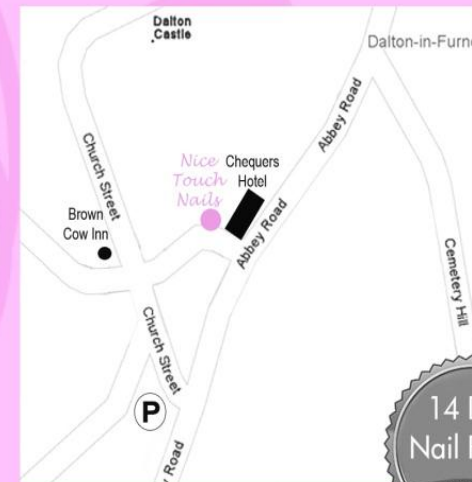 Dalton
Castle
Dalton-in-Furn
Abbey Road
Church Street
Nice
Touch
Nails
Chequers
Hotel
Brown
Cow Inn
Abbey Road
Cemetery Hill
Church Street
P
Road
14
Nail